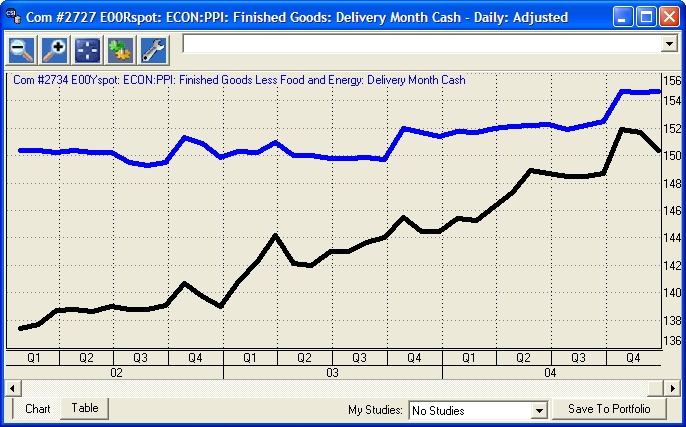 CSI Com #2727 E00Rspot: ECON:PPI: Finished Goods: Delivery Month Cash - Daily: Adjusted
Com #2734 E00Yspot: ECON:PPI: Finished Goods Less Food and Energy: Delivery Month Cash
156
154
152
150
148
146
144
142
140
138
136
Q1 Q2 Q3 Q4 Q1 Q2 Q3 Q4 Q1 Q2 Q3 Q4
02 03 04
Chart Table My Studies: No Studies Save To Portfolio